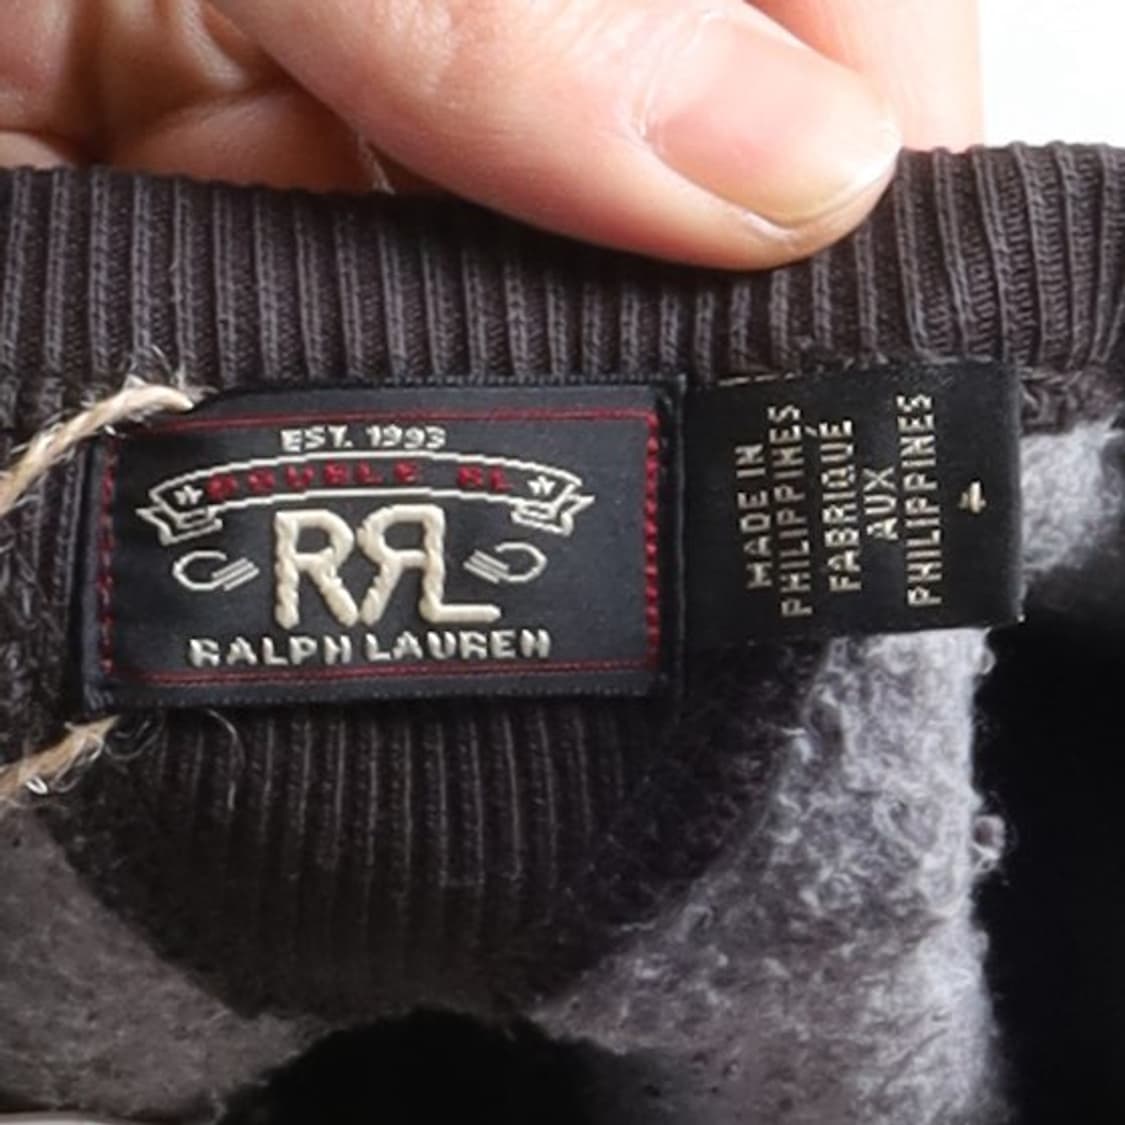 EST. 1993
DOUBLE RL
RRL
RALPH LAUREN
MADE IN
PHILIPPINES
FABRIQUÉ
AUX
PHILIPPINES